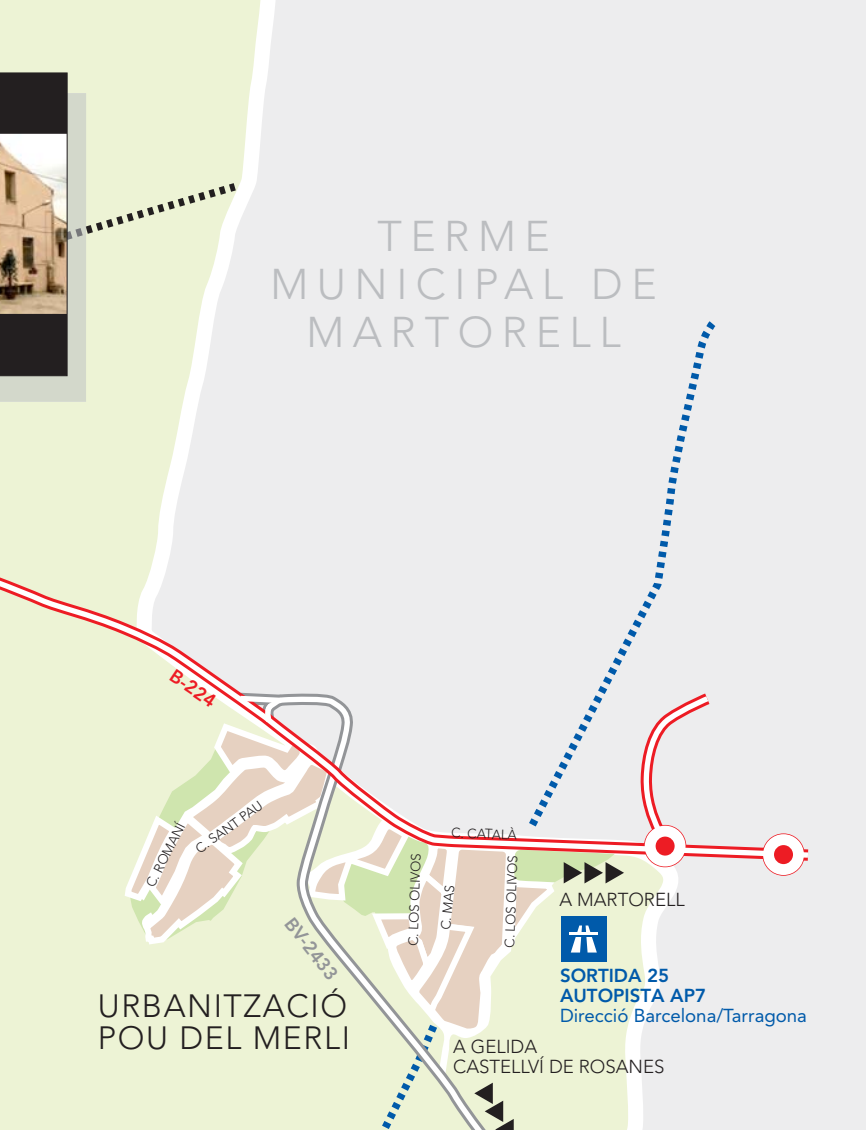 TERME
MUNICIPAL DE
MARTORELL
B-224
C. ROMANÍ
C. SANT PAU
C. CATALÀ
C. LOS OLIVOS
C. MAS
C. LOS OLIVOS
A MARTORELL
BV-2433
SORTIDA 25
AUTOPISTA AP7
Direcció Barcelona/Tarragona
URBANITZACIÓ
POU DEL MERLI
A GELIDA
CASTELLVÍ DE ROSANES